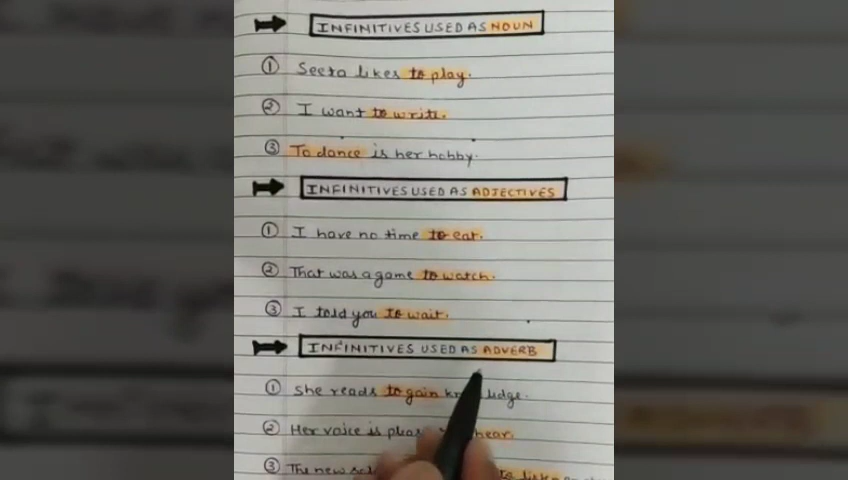 INFINITIVES USED AS NOUN
① Seeta likes to play.
② I want to write.
③ To dance is her hobby.
INFINITIVES USED AS ADJECTIVES
① I have no time to eat.
② That was a game to watch.
③ I told you to wait.
INFINITIVES USED AS ADVERB
① She reads to gain
② Her voice is hear.
③ The new to